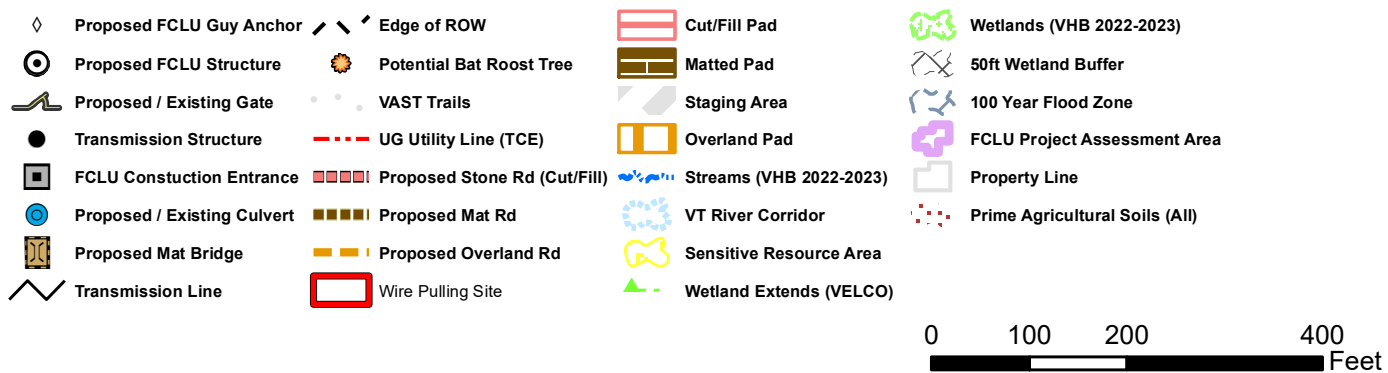 Proposed FCLU Guy Anchor
Proposed FCLU Structure
Proposed / Existing Gate
Transmission Structure
FCLU Constuction Entrance
Proposed / Existing Culvert
Proposed Mat Bridge
Transmission Line
Edge of ROW
Potential Bat Roost Tree
VAST Trails
UG Utility Line (TCE)
Proposed Stone Rd (Cut/Fill)
Proposed Mat Rd
Proposed Overland Rd
Wire Pulling Site
Cut/Fill Pad
Matted Pad
Staging Area
Overland Pad
Streams (VHB 2022-2023)
VT River Corridor
Sensitive Resource Area
Wetland Extends (VELCO)
Wetlands (VHB 2022-2023)
50ft Wetland Buffer
100 Year Flood Zone
FCLU Project Assessment Area
Property Line
Prime Agricultural Soils (All)
0 100 200 400
Feet